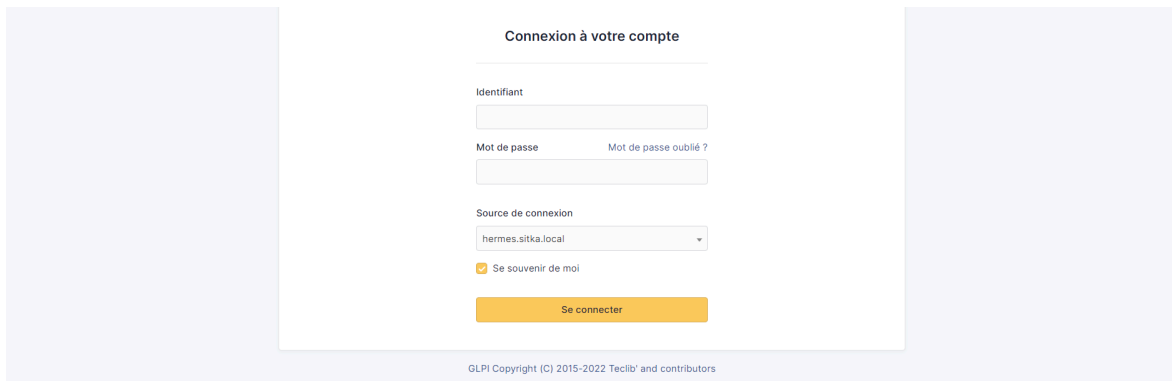 Connexion à votre compte
Identifiant
Mot de passe Mot de passe oublié ?
Source de connexion
hermes.sitka.local
Se souvenir de moi
Se connecter
GLPI Copyright (C) 2015-2022 Teclib' and contributors